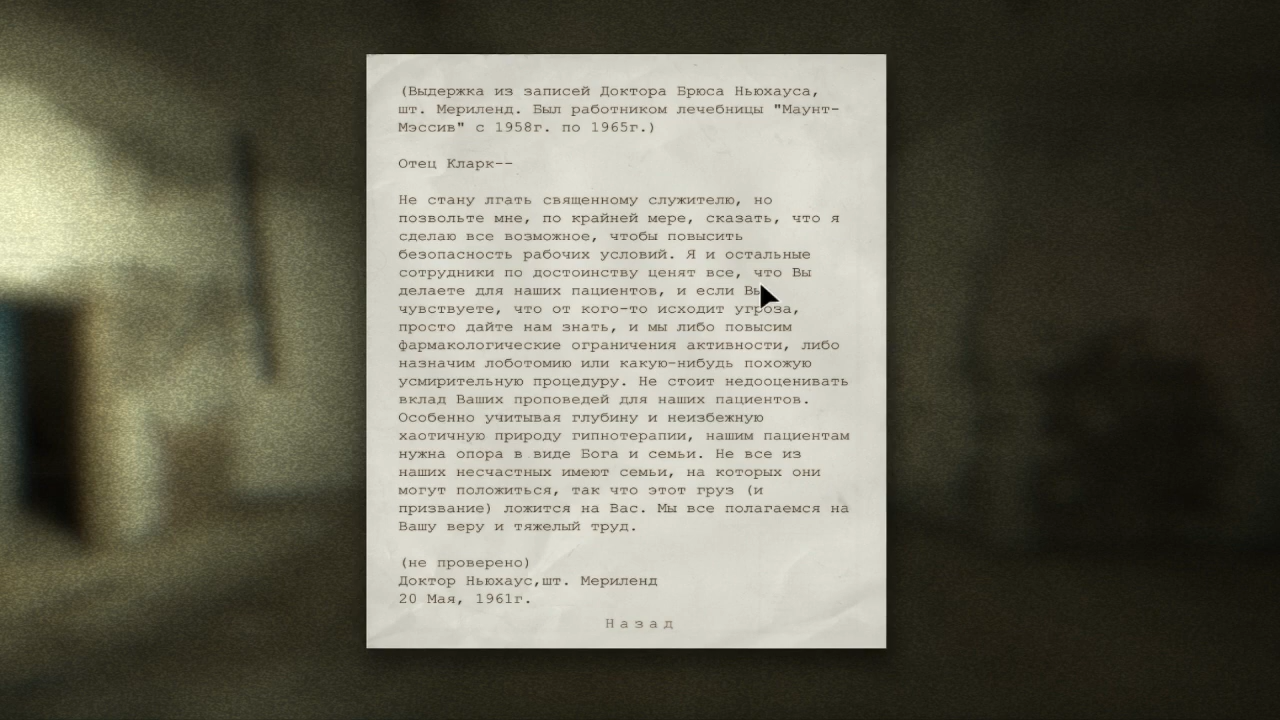 (Выдержка из записей Доктора Брюса Ньюхауса,
шт. Мериленд. Был работником лечебницы "Маунт-
Мэссив" с 1958г. по 1965г.)
Отец Кларк--
Не стану лгать священному служителю, но
позвольте мне, по крайней мере, сказать, что я
сделаю все возможное, чтобы повысить
безопасность рабочих условий. Я и остальные
сотрудники по достоинству ценят все, что Вы
делаете для наших пациентов, и если Вы
чувствуете, что от кого-то исходит угроза,
просто дайте нам знать, и мы либо повысим
фармакологические ограничения активности, либо
назначим лоботомию или какую-нибудь похожую
усмирительную процедуру. Не стоит недооценивать
вклад Ваших проповедей для наших пациентов.
Особенно учитывая глубину и неизбежную
хаотичную природу гипнотерапии, нашим пациентам
нужна опора в виде Бога и семьи. Не все из
наших несчастных имеют семьи, на которых они
могут положиться, так что этот груз (и
призвание) ложится на Вас. Мы все полагаемся на
Вашу веру и тяжелый труд.
(не проверено)
Доктор Ньюхаус,шт. Мериленд
20 Мая, 1961г.
Назад